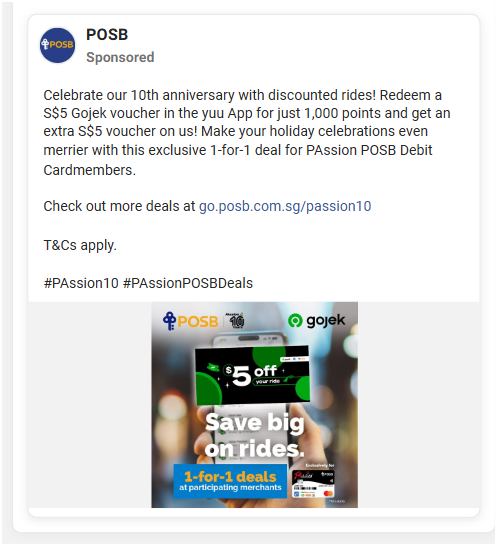 POSB
POSB
Sponsored
Celebrate our 10th anniversary with discounted rides! Redeem a
S$5 Gojek voucher in the yuu App for just 1,000 points and get an
extra S$5 voucher on us! Make your holiday celebrations even
merrier with this exclusive 1-for-1 deal for PAssion POSB Debit
Cardmembers.
Check out more deals at go.posb.com.sg/passion10
T&Cs apply.
#PAssion10 #PAssionPOSBDeals
POSB
10
gojek
$5 off
your ride
Save big
on rides.
1-for-1 deals
at participating merchants
Exclusively for